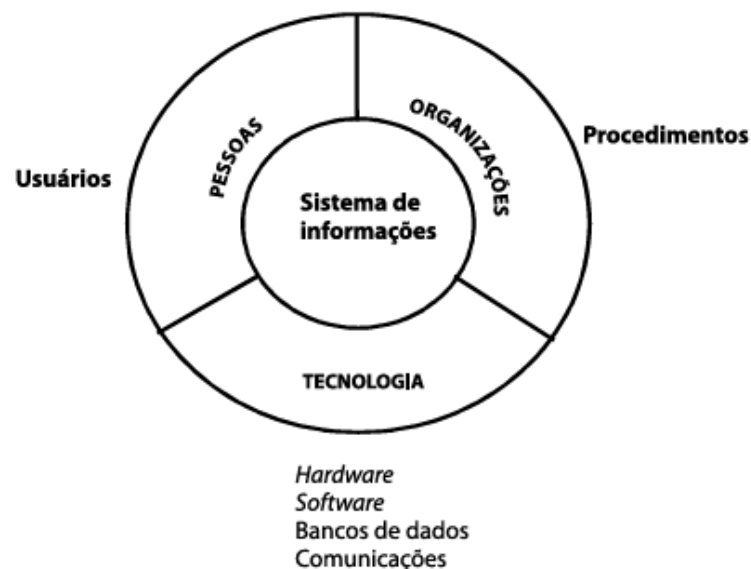 PESSOAS
ORGANIZAÇÕES
Procedimentos
Usuários
Sistema de
informações
TECNOLOGIA
Hardware
Software
Bancos de dados
Comunicações